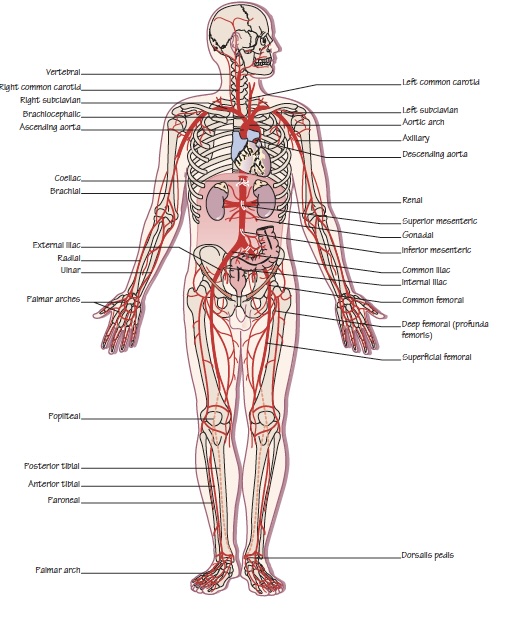 Vertebral
Right common carotid
Right subclavian
Brachiocephalic
Ascending aorta
Coeliac
Brachial
External iliac
Radial
Ulnar
Palmar arches
Popliteal
Posterior tibial
Anterior tibial
Paroneal
Palmar arch
Left common carotid
Left subclavian
Aortic arch
Axillary
Descending aorta
Renal
Superior mesenteric
Gonadal
Inferior mesenteric
Common iliac
Internal iliac
Common femoral
Deep femoral (profunda
femoris)
Superficial femoral
Dorsalis pedis